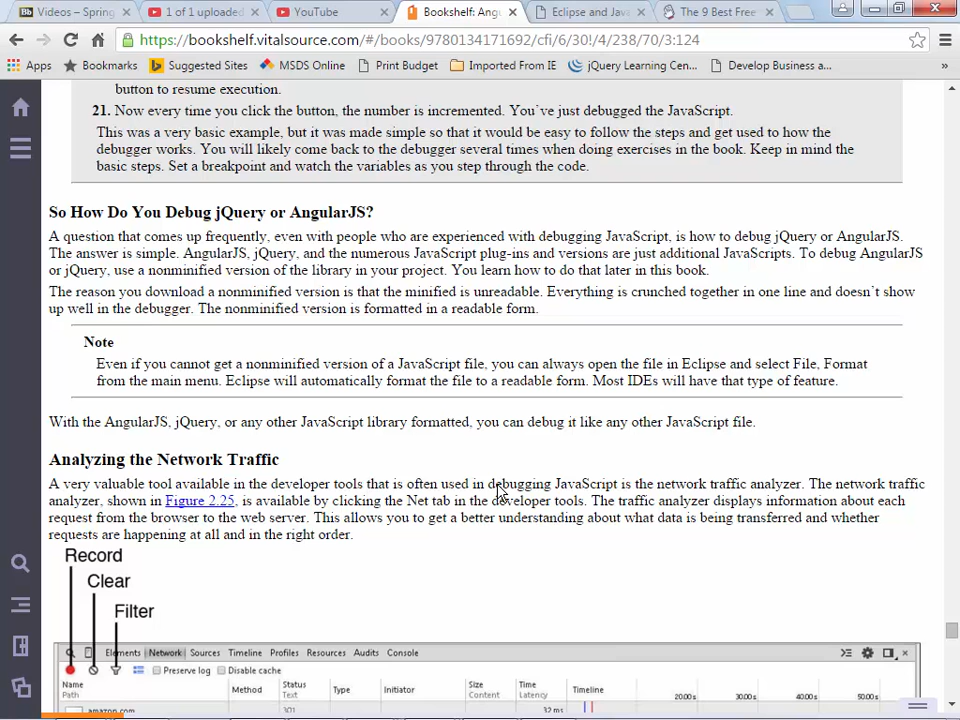 Videos – Spring
1 of 1 uploaded
YouTube
Bookshelf: Angu
Eclipse and Java
The 9 Best Free
https://bookshelf.vitalsource.com/#/books/9780134171692/cfi/6/30!/4/238/70/3:124
Apps
Bookmarks
Suggested Sites
MSDS Online
Print Budget
Imported From IE
jQuery Learning Cen...
Develop Business a...
»
button to resume execution.
21. Now every time you click the button, the number is incremented. You've just debugged the JavaScript.
This was a very basic example, but it was made simple so that it would be easy to follow the steps and get used to how the
debugger works. You will likely come back to the debugger several times when doing exercises in the book. Keep in mind the
basic steps. Set a breakpoint and watch the variables as you step through the code.
So How Do You Debug jQuery or AngularJS?
A question that comes up frequently, even with people who are experienced with debugging JavaScript, is how to debug jQuery or AngularJS.
The answer is simple. AngularJS, jQuery, and the numerous JavaScript plug-ins and versions are just additional JavaScripts. To debug AngularJS
or jQuery, use a nonminified version of the library in your project. You learn how to do that later in this book.
The reason you download a nonminified version is that the minified is unreadable. Everything is crunched together in one line and doesn't show
up well in the debugger. The nonminified version is formatted in a readable form.
Note
Even if you cannot get a nonminified version of a JavaScript file, you can always open the file in Eclipse and select File, Format
from the main menu. Eclipse will automatically format the file to a readable form. Most IDEs will have that type of feature.
With the AngularJS, jQuery, or any other JavaScript library formatted, you can debug it like any other JavaScript file.
Analyzing the Network Traffic
A very valuable tool available in the developer tools that is often used in debugging JavaScript is the network traffic analyzer. The network traffic
analyzer, shown in Figure 2.25, is available by clicking the Net tab in the developer tools. The traffic analyzer displays information about each
request from the browser to the web server. This allows you to get a better understanding about what data is being transferred and whether
requests are happening at all and in the right order.
Record
Clear
Filter
Elements Network Sources Timeline Profiles Resources Audits Console
Preserve log Disable cache
Name Method Status Type Initiator Size Time Timeline 20.00 s 30.00 s 40.00 s 50.00 s
Path Text Content Latency
amazon.com 301 32 ms